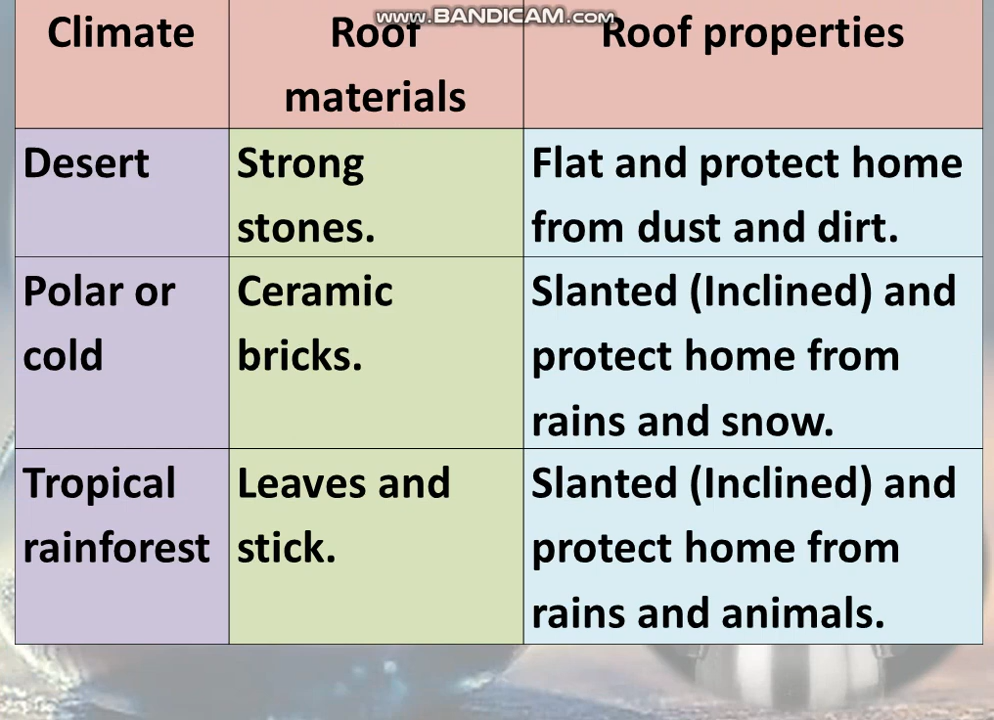 www.BANDICAM.com
Climate
Roof
materials
Roof properties
Desert
Strong
stones.
Flat and protect home
from dust and dirt.
Polar or
cold
Ceramic
bricks.
Slanted (Inclined) and
protect home from
rains and snow.
Tropical
rainforest
Leaves and
stick.
Slanted (Inclined) and
protect home from
rains and animals.